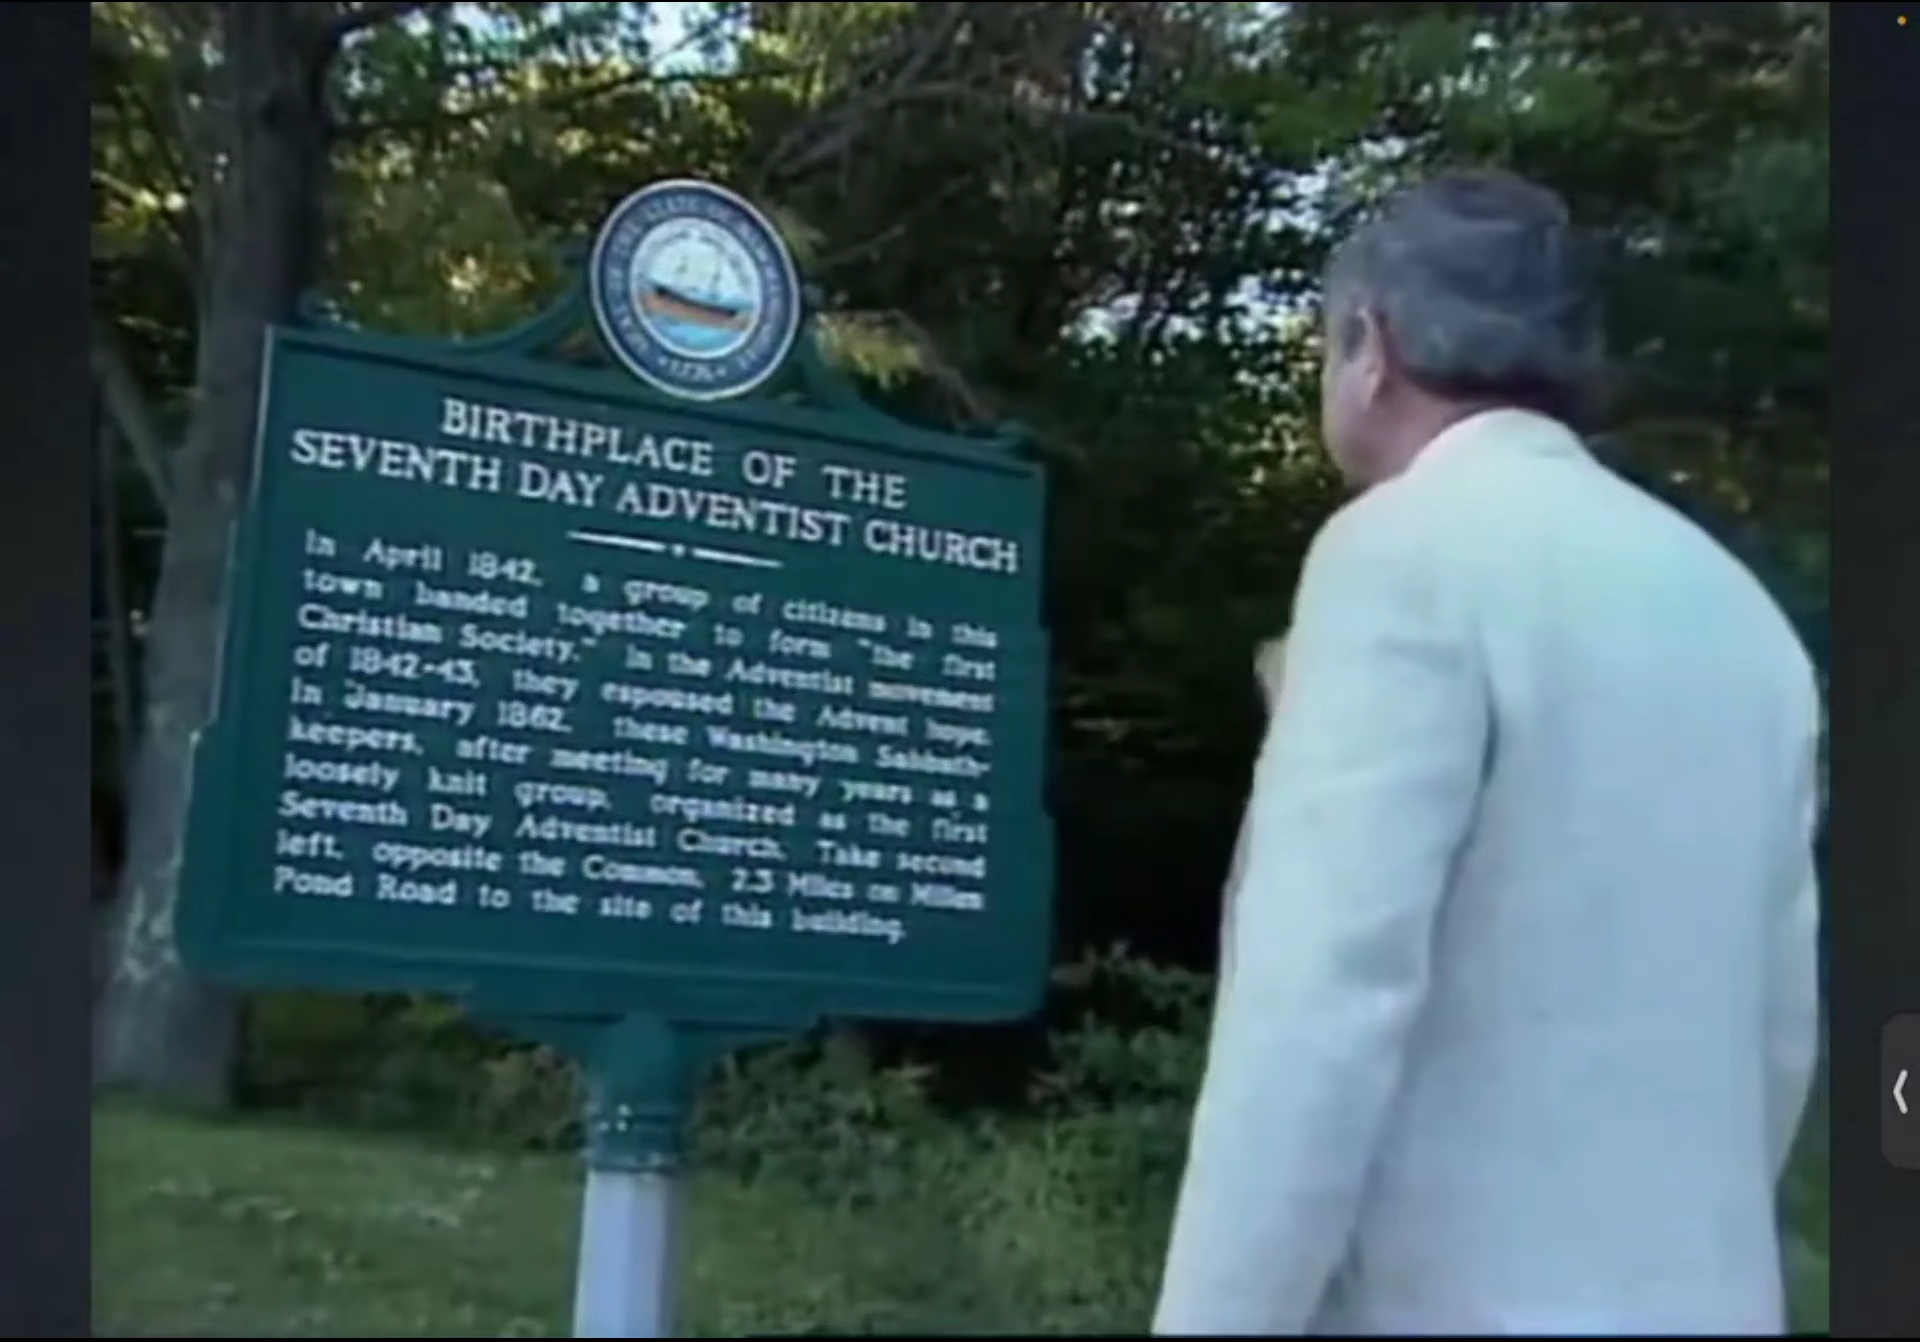 1776
BIRTHPLACE OF THE
SEVENTH DAY ADVENTIST CHURCH
In April 1842, a group of citizens in this
town banded together to form "the first
Christian Society." In the Adventist movement
of 1842-43, they espoused the Advent hope.
In January 1862, these Washington Sabbath-
keepers, after meeting for many years as a
loosely knit group, organized as the first
Seventh Day Adventist Church. Take second
left, opposite the Common, 2.3 Miles on Millen
Pond Road to the site of this building.